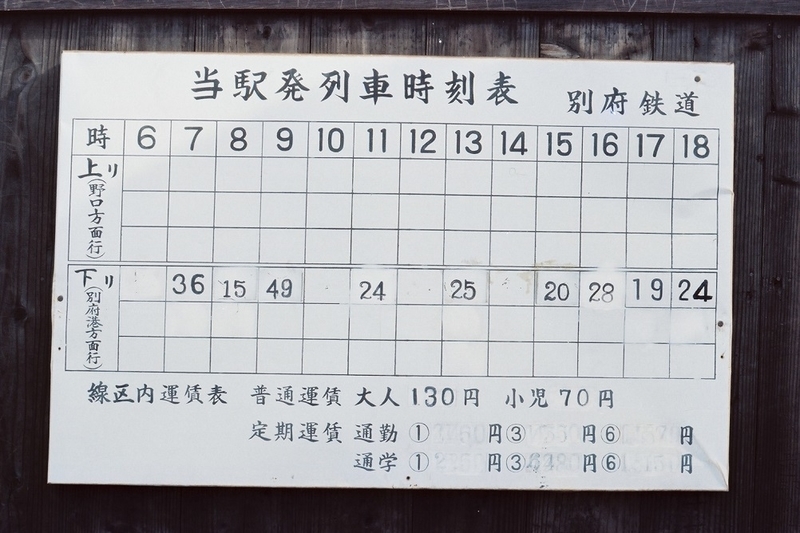 当駅発列車時刻表 別府鉄道
時 6 7 8 9 10 11 12 13 14 15 16 17 18
上り(野口方面行)
下り(別府港方面行) 36 15 49 24 25 20 28 19 24
線区内運賃表 普通運賃 大人130円 小児70円
定期運賃 通勤 ① 円 ③ 円 ⑥ 円
通学 ① 円 ③ 円 ⑥ 円